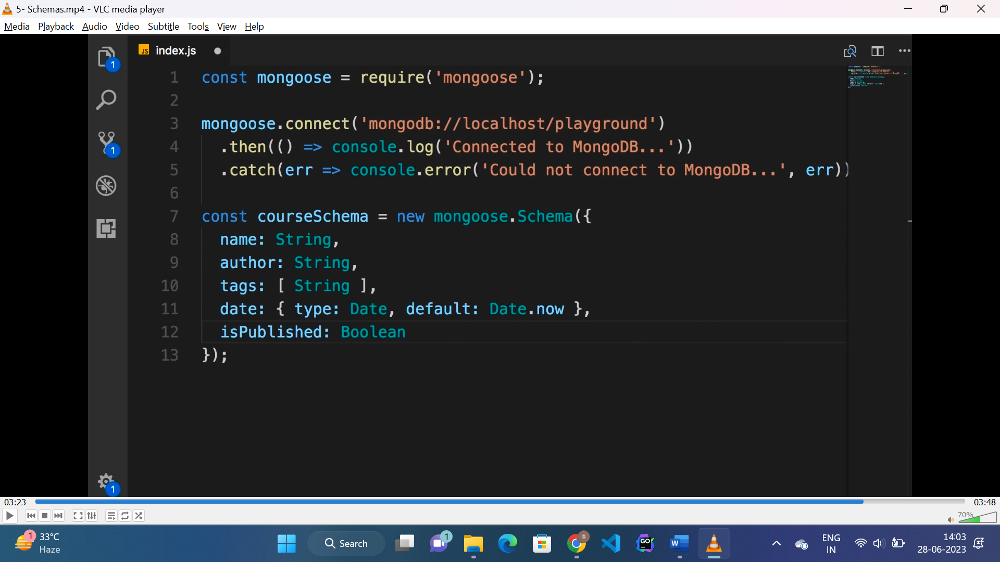 5- Schemas.mp4 - VLC media player
Media Playback Audio Video Subtitle Tools View Help
index.js
1 const mongoose = require('mongoose');
2
3 mongoose.connect('mongodb://localhost/playground')
4 .then(() => console.log('Connected to MongoDB...'))
5 .catch(err => console.error('Could not connect to MongoDB...', err))
6
7 const courseSchema = new mongoose.Schema({
8 name: String,
9 author: String,
10 tags: [ String ],
11 date: { type: Date, default: Date.now },
12 isPublished: Boolean
13 });
1
1
1
03:23
03:48
70%
1
33°C
Haze
Search
1
S
GO
W
ENG
IN
14:03
28-06-2023